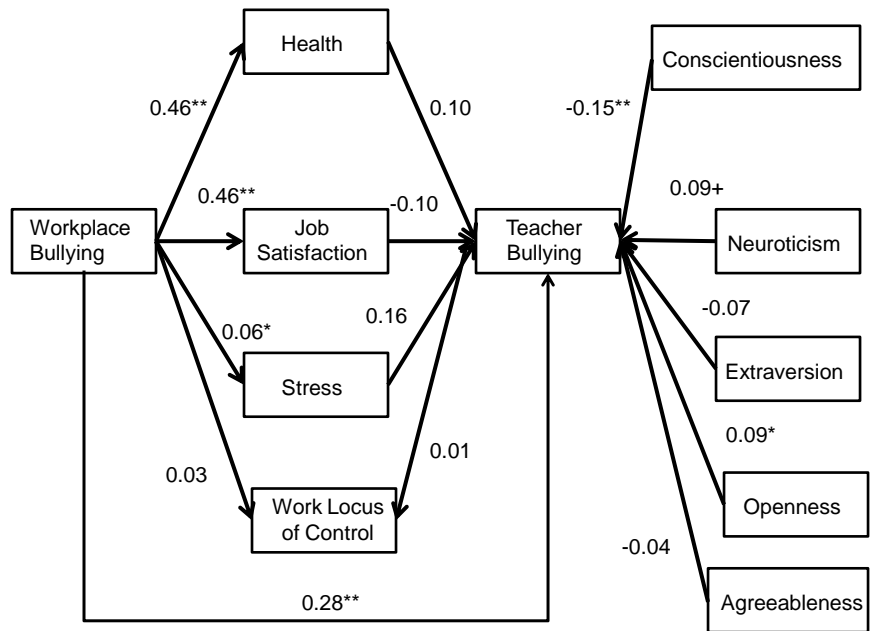 Health
Conscientiousness
0.46**
0.10
-0.15**
0.46**
-0.10
0.09+
Workplace
Bullying
Job
Satisfaction
Teacher
Bullying
Neuroticism
0.06*
0.16
-0.07
Stress
Extraversion
0.03
0.01
0.09*
Work Locus
of Control
Openness
-0.04
0.28**
Agreeableness